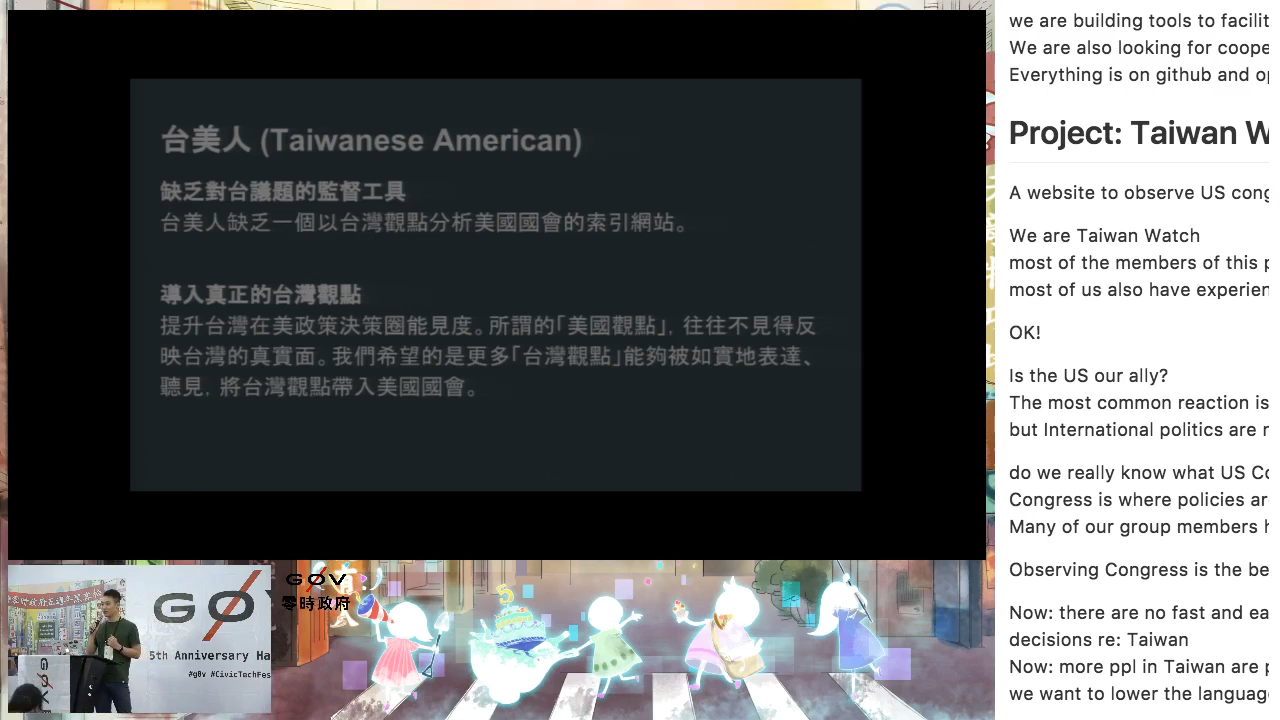 台美人 (Taiwanese American)
缺乏對台議題的監督工具
台美人缺乏一個以台灣觀點分析美國國會的索引網站。
導入真正的台灣觀點
提升台灣在美政策決策圈能見度。所謂的「美國觀點」, 往往不見得反
映台灣的真實面。我們希望的是更多「台灣觀點」能夠被如實地表達、
聽見, 將台灣觀點帶入美國國會。
we are building tools to facilit
We are also looking for coope
Everything is on github and op
Project: Taiwan W
A website to observe US cong
We are Taiwan Watch
most of the members of this p
most of us also have experien
OK!
Is the US our ally?
The most common reaction is
but International politics are n
do we really know what US Co
Congress is where policies are
Many of our group members h
Observing Congress is the be
Now: there are no fast and ea
decisions re: Taiwan
Now: more ppl in Taiwan are p
we want to lower the language
GØV
零時政府
GØV
5th Anniversary Ha
#g0v #CivicTechFes
5